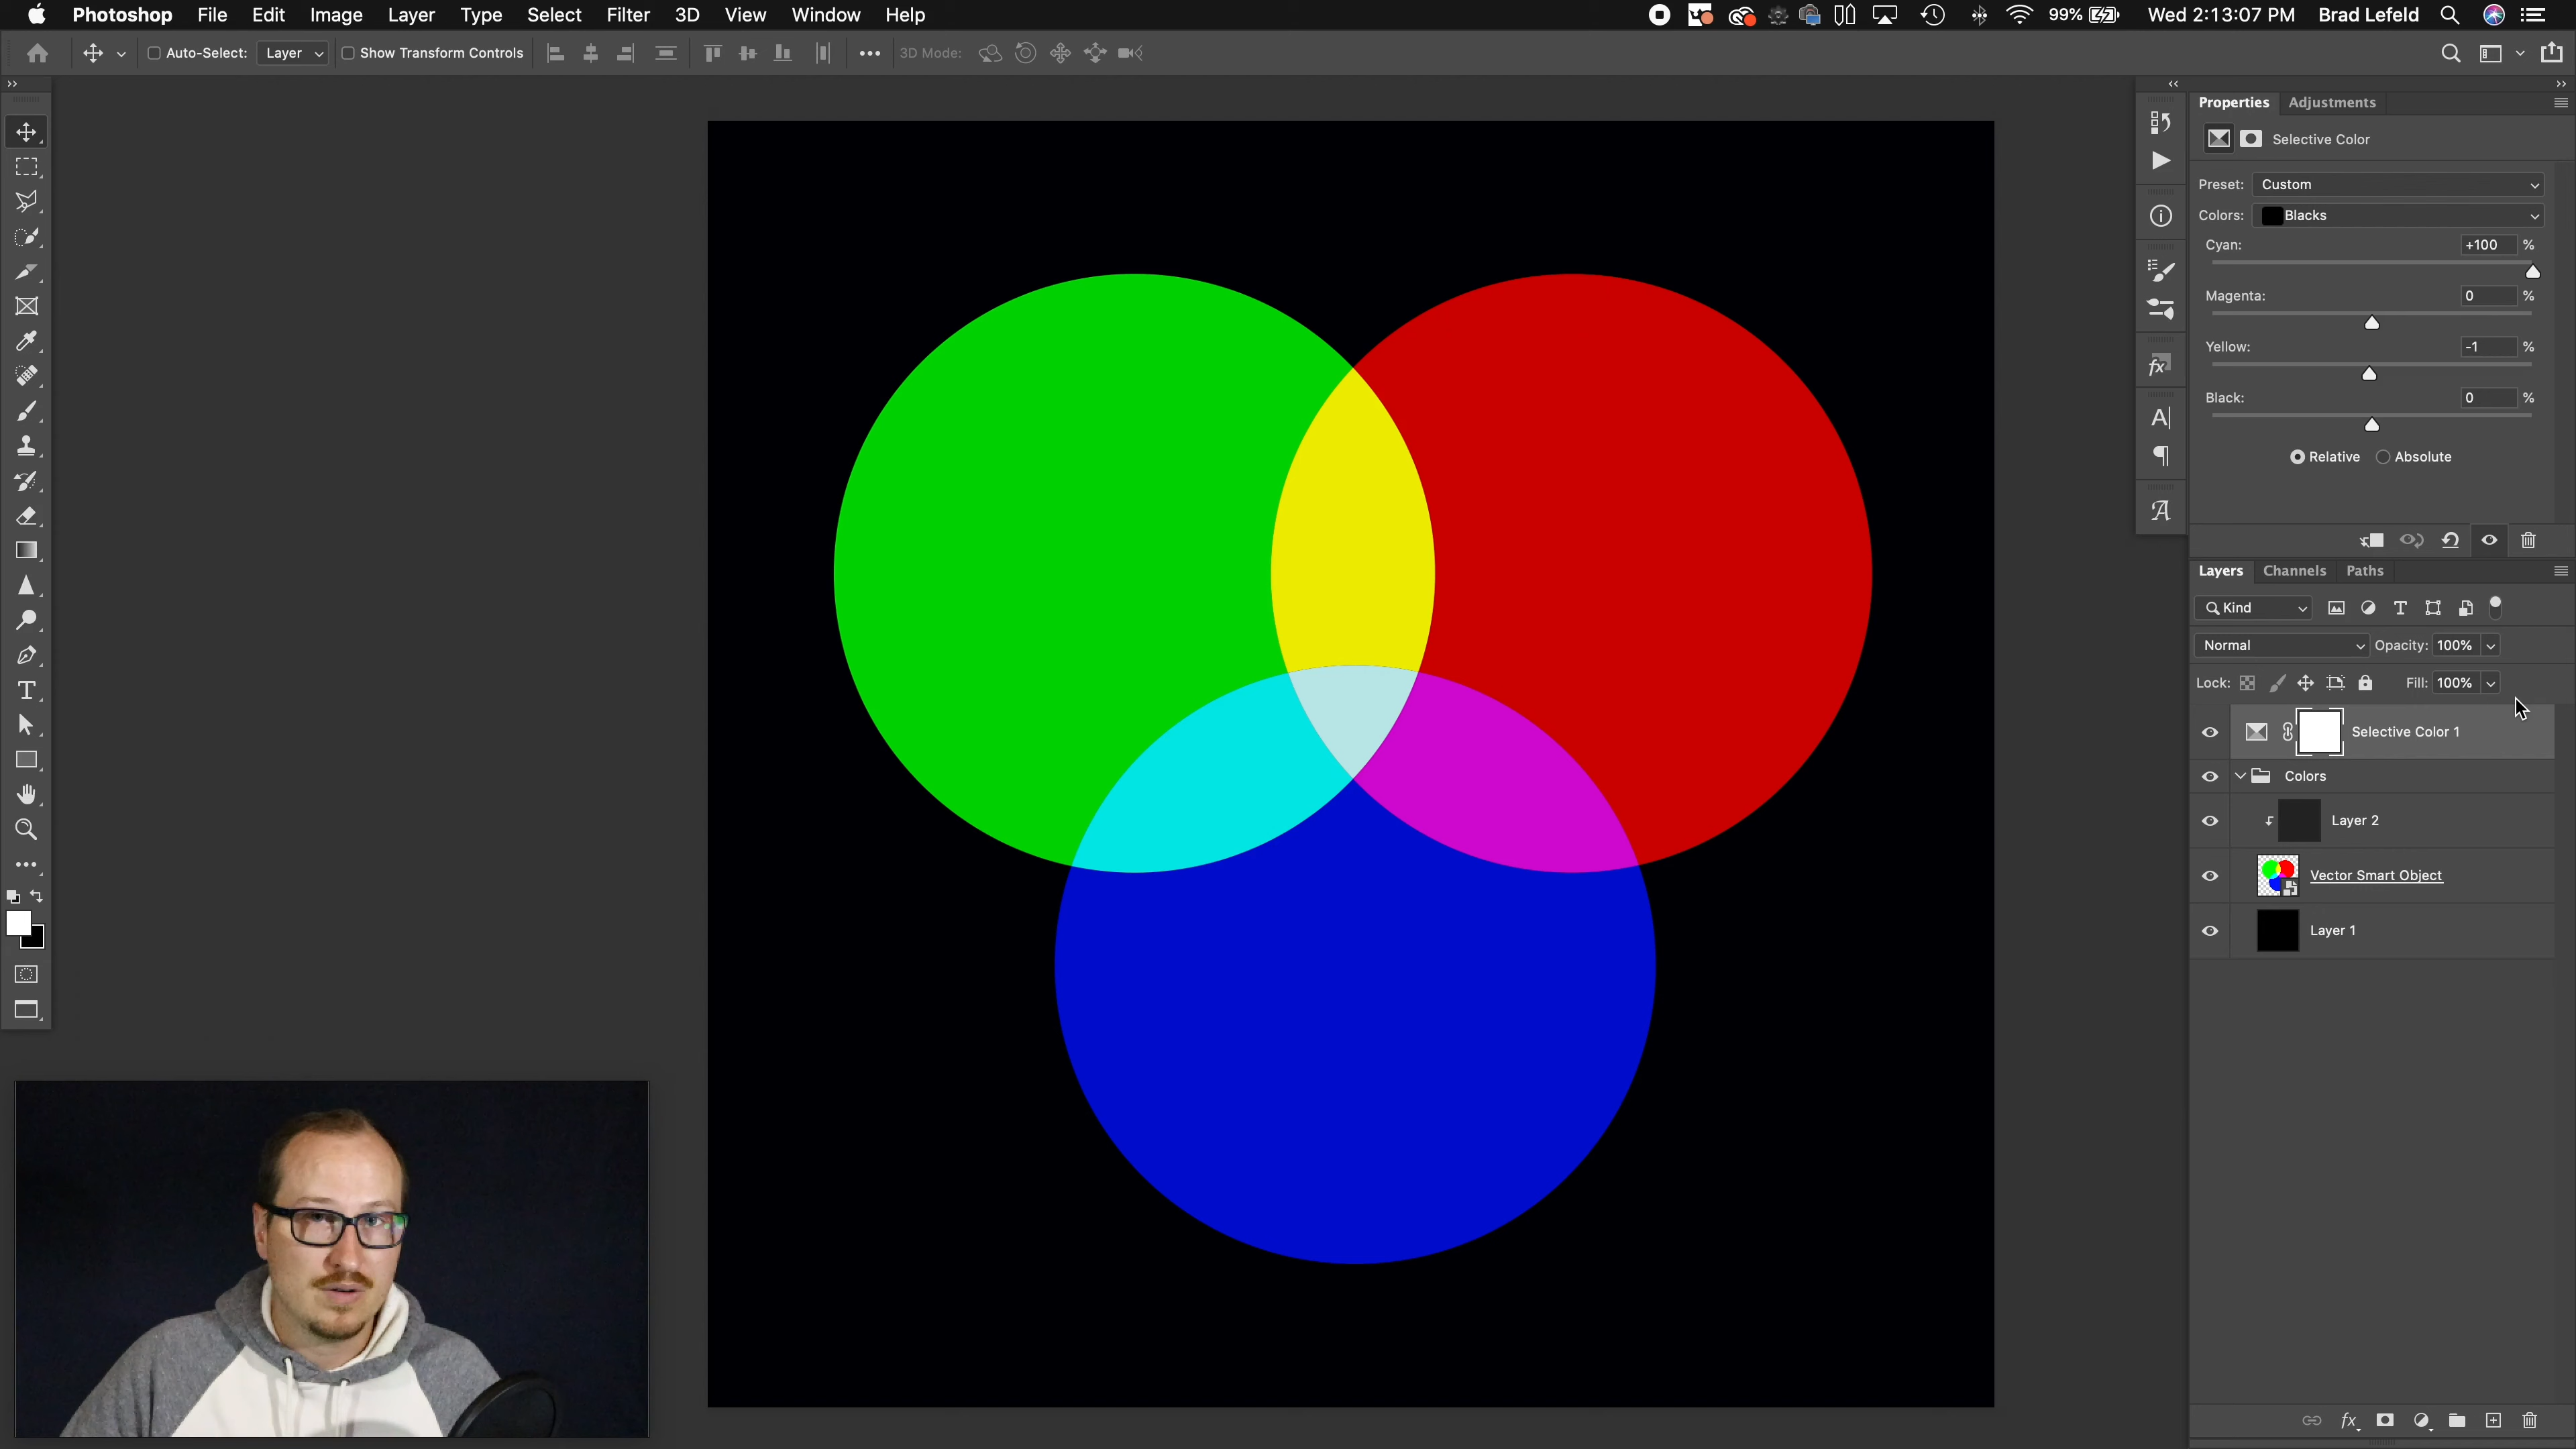 Photoshop File Edit Image Layer Type Select Filter 3D View Window Help 99% Wed 2:13:07 PM Brad Lefeld
Auto-Select: Layer Show Transform Controls 3D Mode:
Properties Adjustments
Selective Color
Preset: Custom
Colors: Blacks
Cyan: +100 %
Magenta: 0 %
Yellow: -1 %
Black: 0 %
Relative Absolute
Layers Channels Paths
Kind
Normal Opacity: 100%
Lock: Fill: 100%
Selective Color 1
Colors
Layer 2
Vector Smart Object
Layer 1